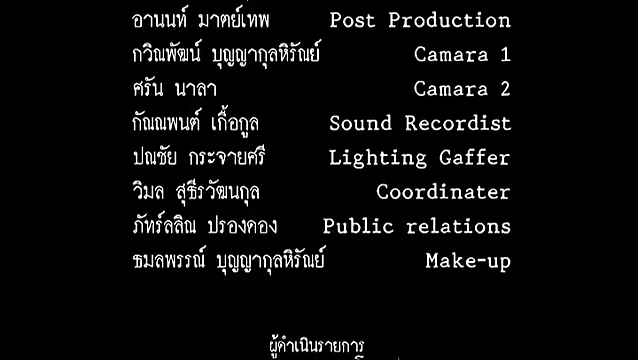 อานนท์ มาตย์เทพ Post Production
กวิณพัฒน์ บุญญากุลหิรัณย์ Camara 1
ศรัน นาลา Camara 2
กัณณพนต์ เกื้อกูล Sound Recordist
ปณชัย กระจายศรี Lighting Gaffer
วิมล สุธีรวัฒนกุล Coordinater
ภัทร์ลลิณ ปรองดอง Public relations
ธมลพรรณ์ บุญญากุลหิรัณย์ Make-up
ผู้ดำเนินรายการ